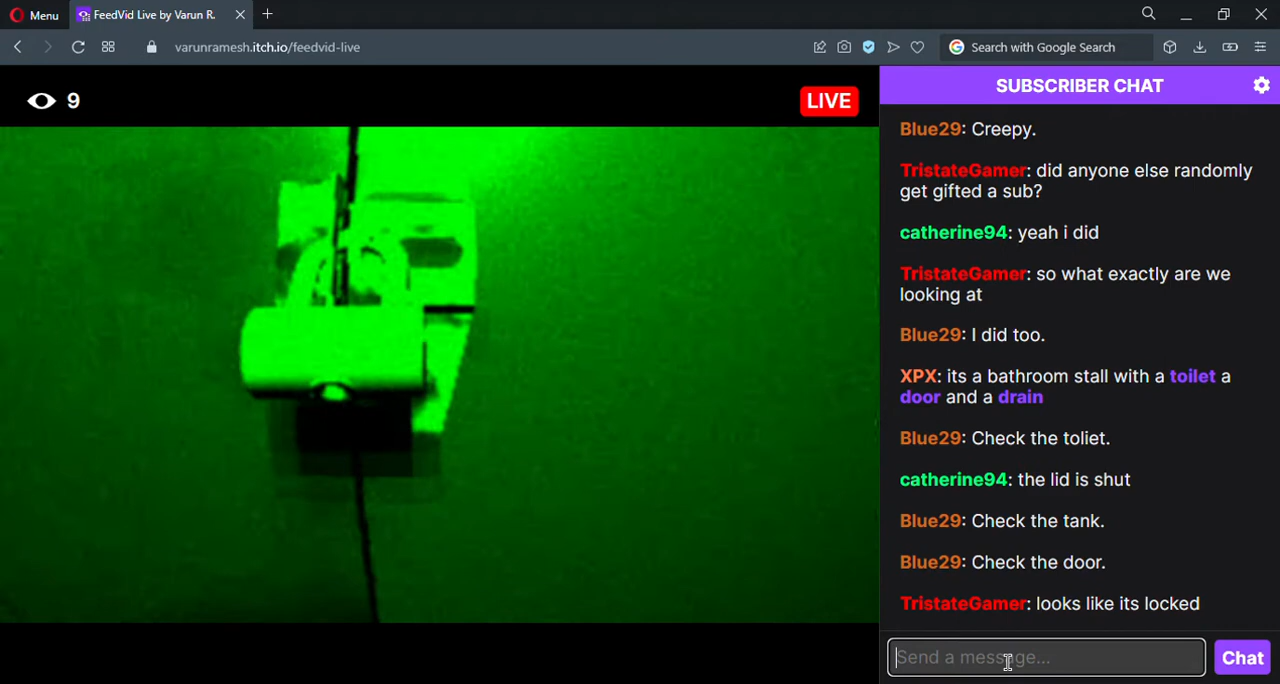 Menu
FeedVid Live by Varun R.
varunramesh.itch.io/feedvid-live
Search with Google Search
9
LIVE
SUBSCRIBER CHAT
Blue29: Creepy.
TristateGamer: did anyone else randomly
get gifted a sub?
catherine94: yeah i did
TristateGamer: so what exactly are we
looking at
Blue29: I did too.
XPX: its a bathroom stall with a toilet a
door and a drain
Blue29: Check the toliet.
catherine94: the lid is shut
Blue29: Check the tank.
Blue29: Check the door.
TristateGamer: looks like its locked
Send a message...
Chat